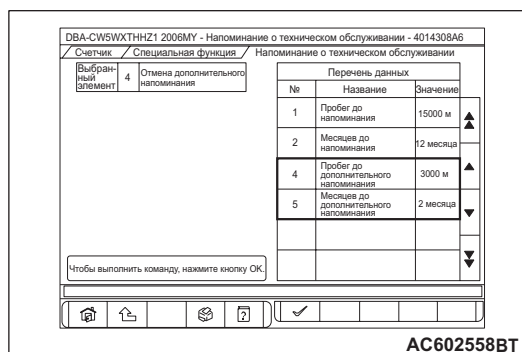 DBA-CW5WXTHHZ1 2006MY - Напоминание о техническом обслуживании - 4014308A6
Счетчик / Специальная функция / Напоминание о техническом обслуживании
Выбран-
ный
элемент
4
Отмена дополнительного
напоминания
Перечень данных
№ Название Значение
1
Пробег до
напоминания
15000 м
2
Месяцев до
напоминания
12 месяца
4
Пробег до
дополнительного
напоминания
3000 м
5
Месяцев до
дополнительного
напоминания
2 месяца
Чтобы выполнить команду, нажмите кнопку OK.
?
AC602558BT